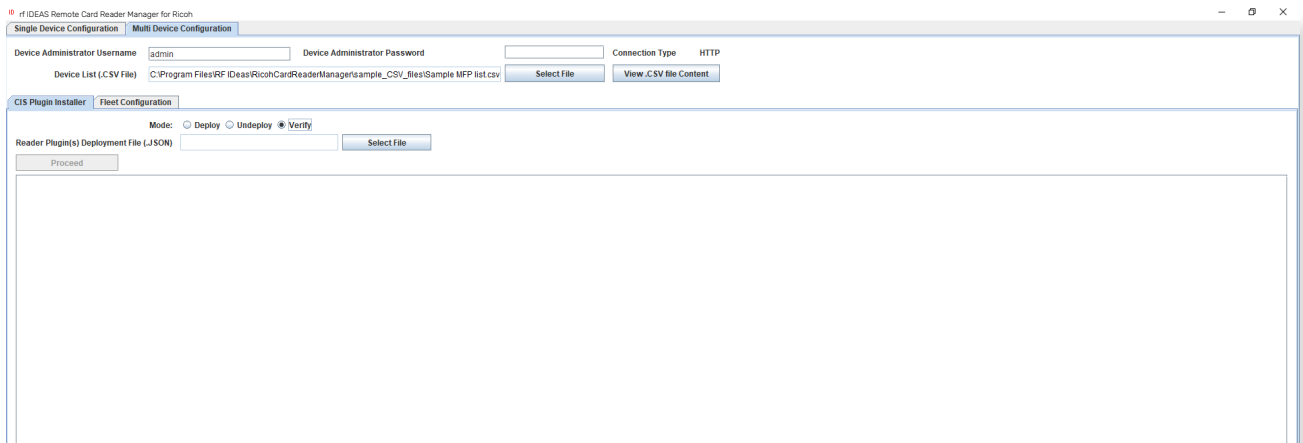 ID rf IDEAS Remote Card Reader Manager for Ricoh
Single Device Configuration Multi Device Configuration
Device Administrator Username admin Device Administrator Password Connection Type HTTP
Device List (.CSV File) C:\Program Files\RF IDeas\RicohCardReaderManager\sample_CSV_files\Sample MFP list.csv Select File View .CSV file Content
CIS Plugin Installer Fleet Configuration
Mode: Deploy Undeploy Verify
Reader Plugin(s) Deployment File (.JSON) Select File
Proceed